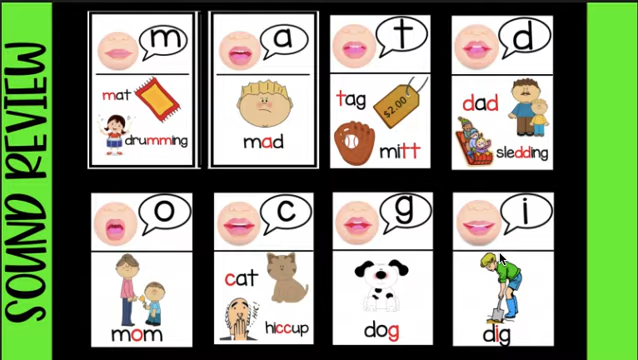 SOUND REVIEW
m
a
t
d
mat
drumming
mad
tag
$2.00
mitt
dad
sledding
o
c
g
i
mom
cat
HIC!
hiccup
dog
dig